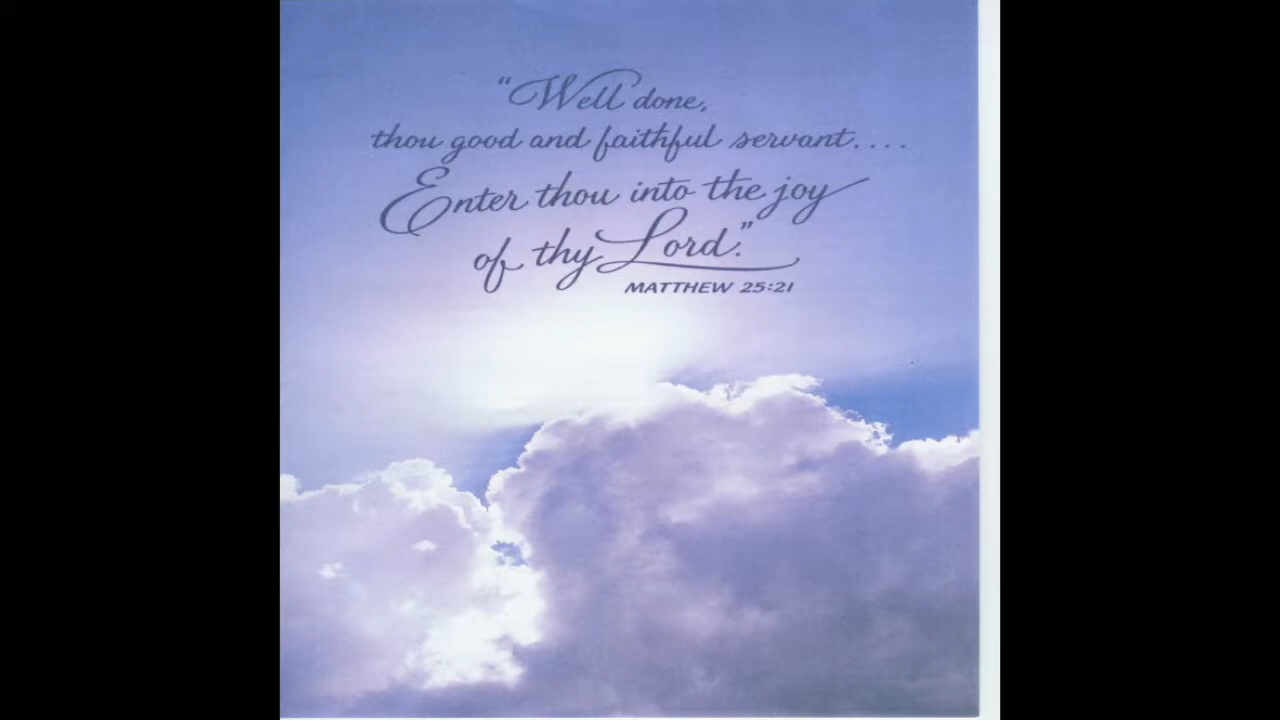 "Well done,
thou good and faithful servant....
Enter thou into the joy
of thy Lord."
MATTHEW 25:21